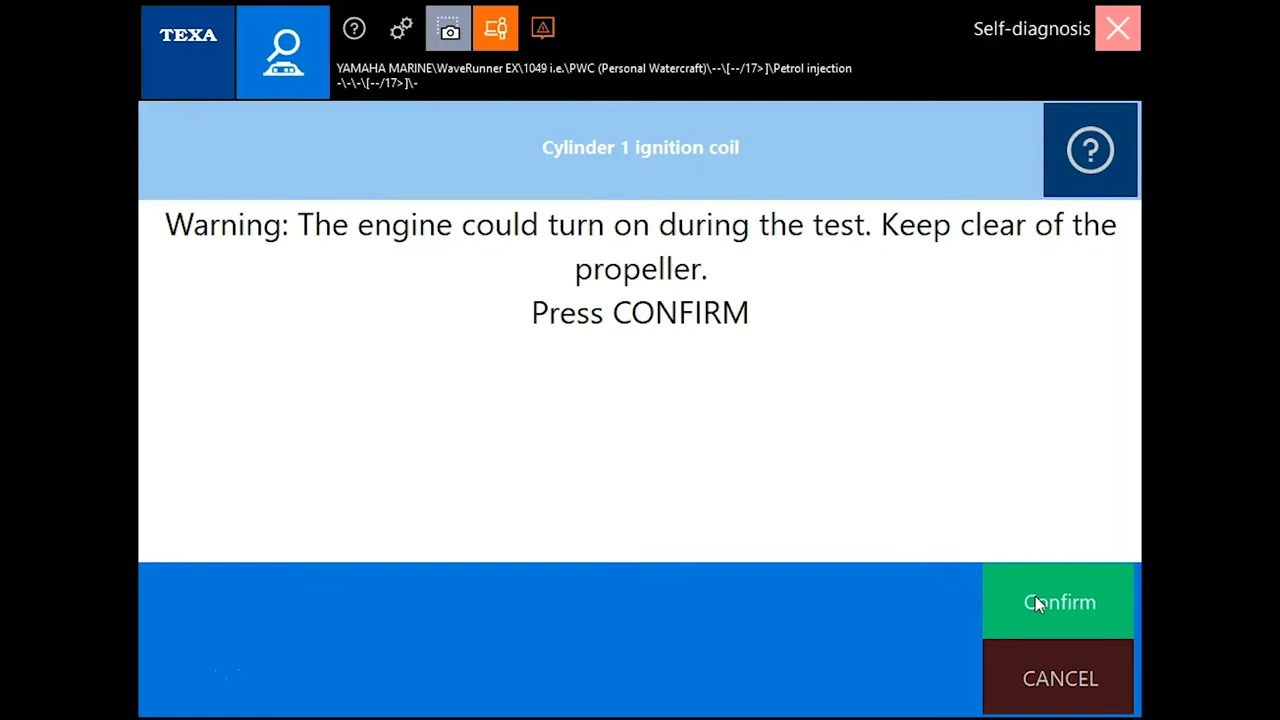 TEXA
Self-diagnosis
YAMAHA MARINE\WaveRunner EX\1049 i.e.\PWC (Personal Watercraft)\--\[--/17>]\Petrol injection
-\-\-\[--/17>]\-
Cylinder 1 ignition coil
?
Warning: The engine could turn on during the test. Keep clear of the
propeller.
Press CONFIRM
Confirm
CANCEL